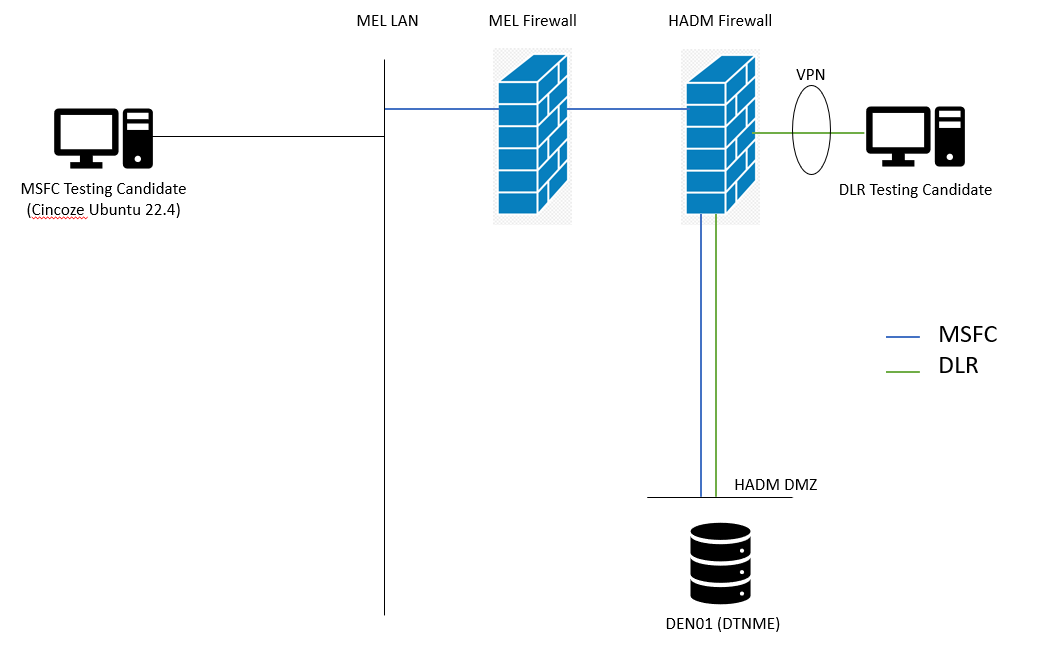 MEL LAN
MEL Firewall
HADM Firewall
VPN
MSFC Testing Candidate
(Cincoze Ubuntu 22.4)
DLR Testing Candidate
MSFC
DLR
HADM DMZ
DEN01 (DTNME)